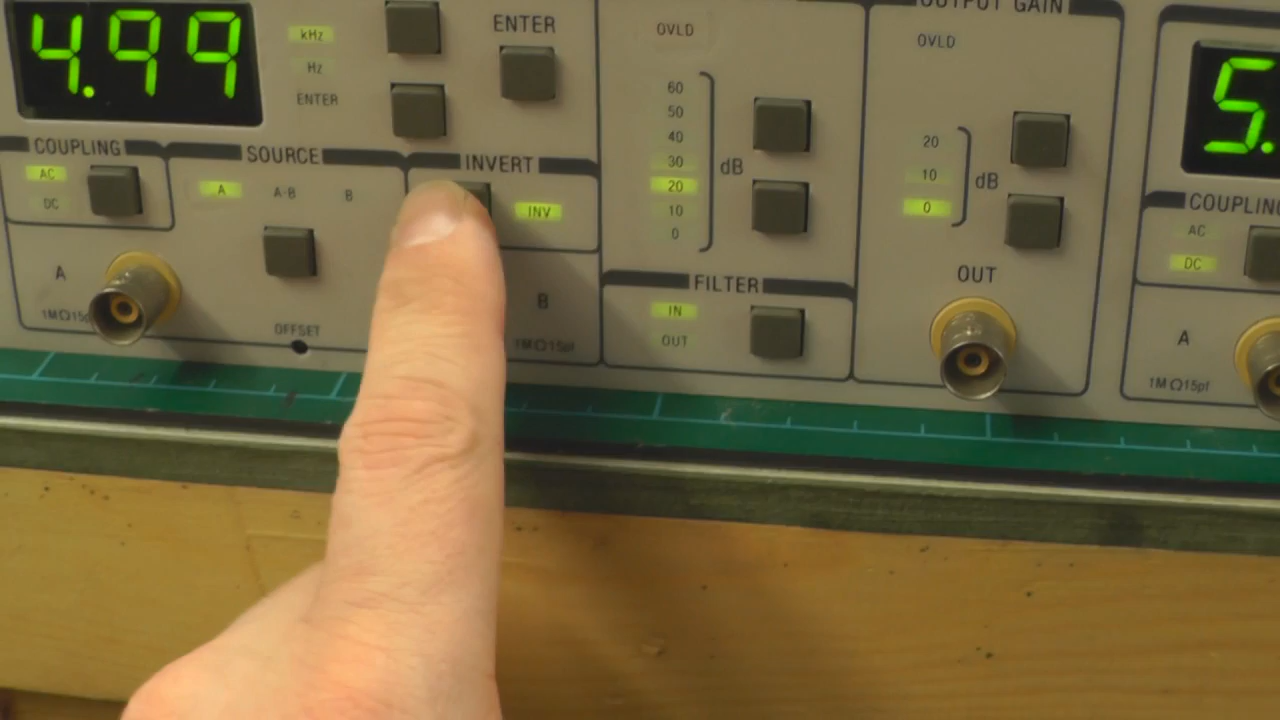 4.99
kHz
Hz
ENTER
ENTER
COUPLING
AC
DC
SOURCE
A
A-B
B
INVERT
INV
A
OFFSET
B
1MΩ15pf
OVLD
60
50
40
30
20
10
0
dB
FILTER
IN
OUT
OUTPUT GAIN
OVLD
20
10
0
dB
OUT
5.
COUPLING
AC
DC
A
1MΩ15pf